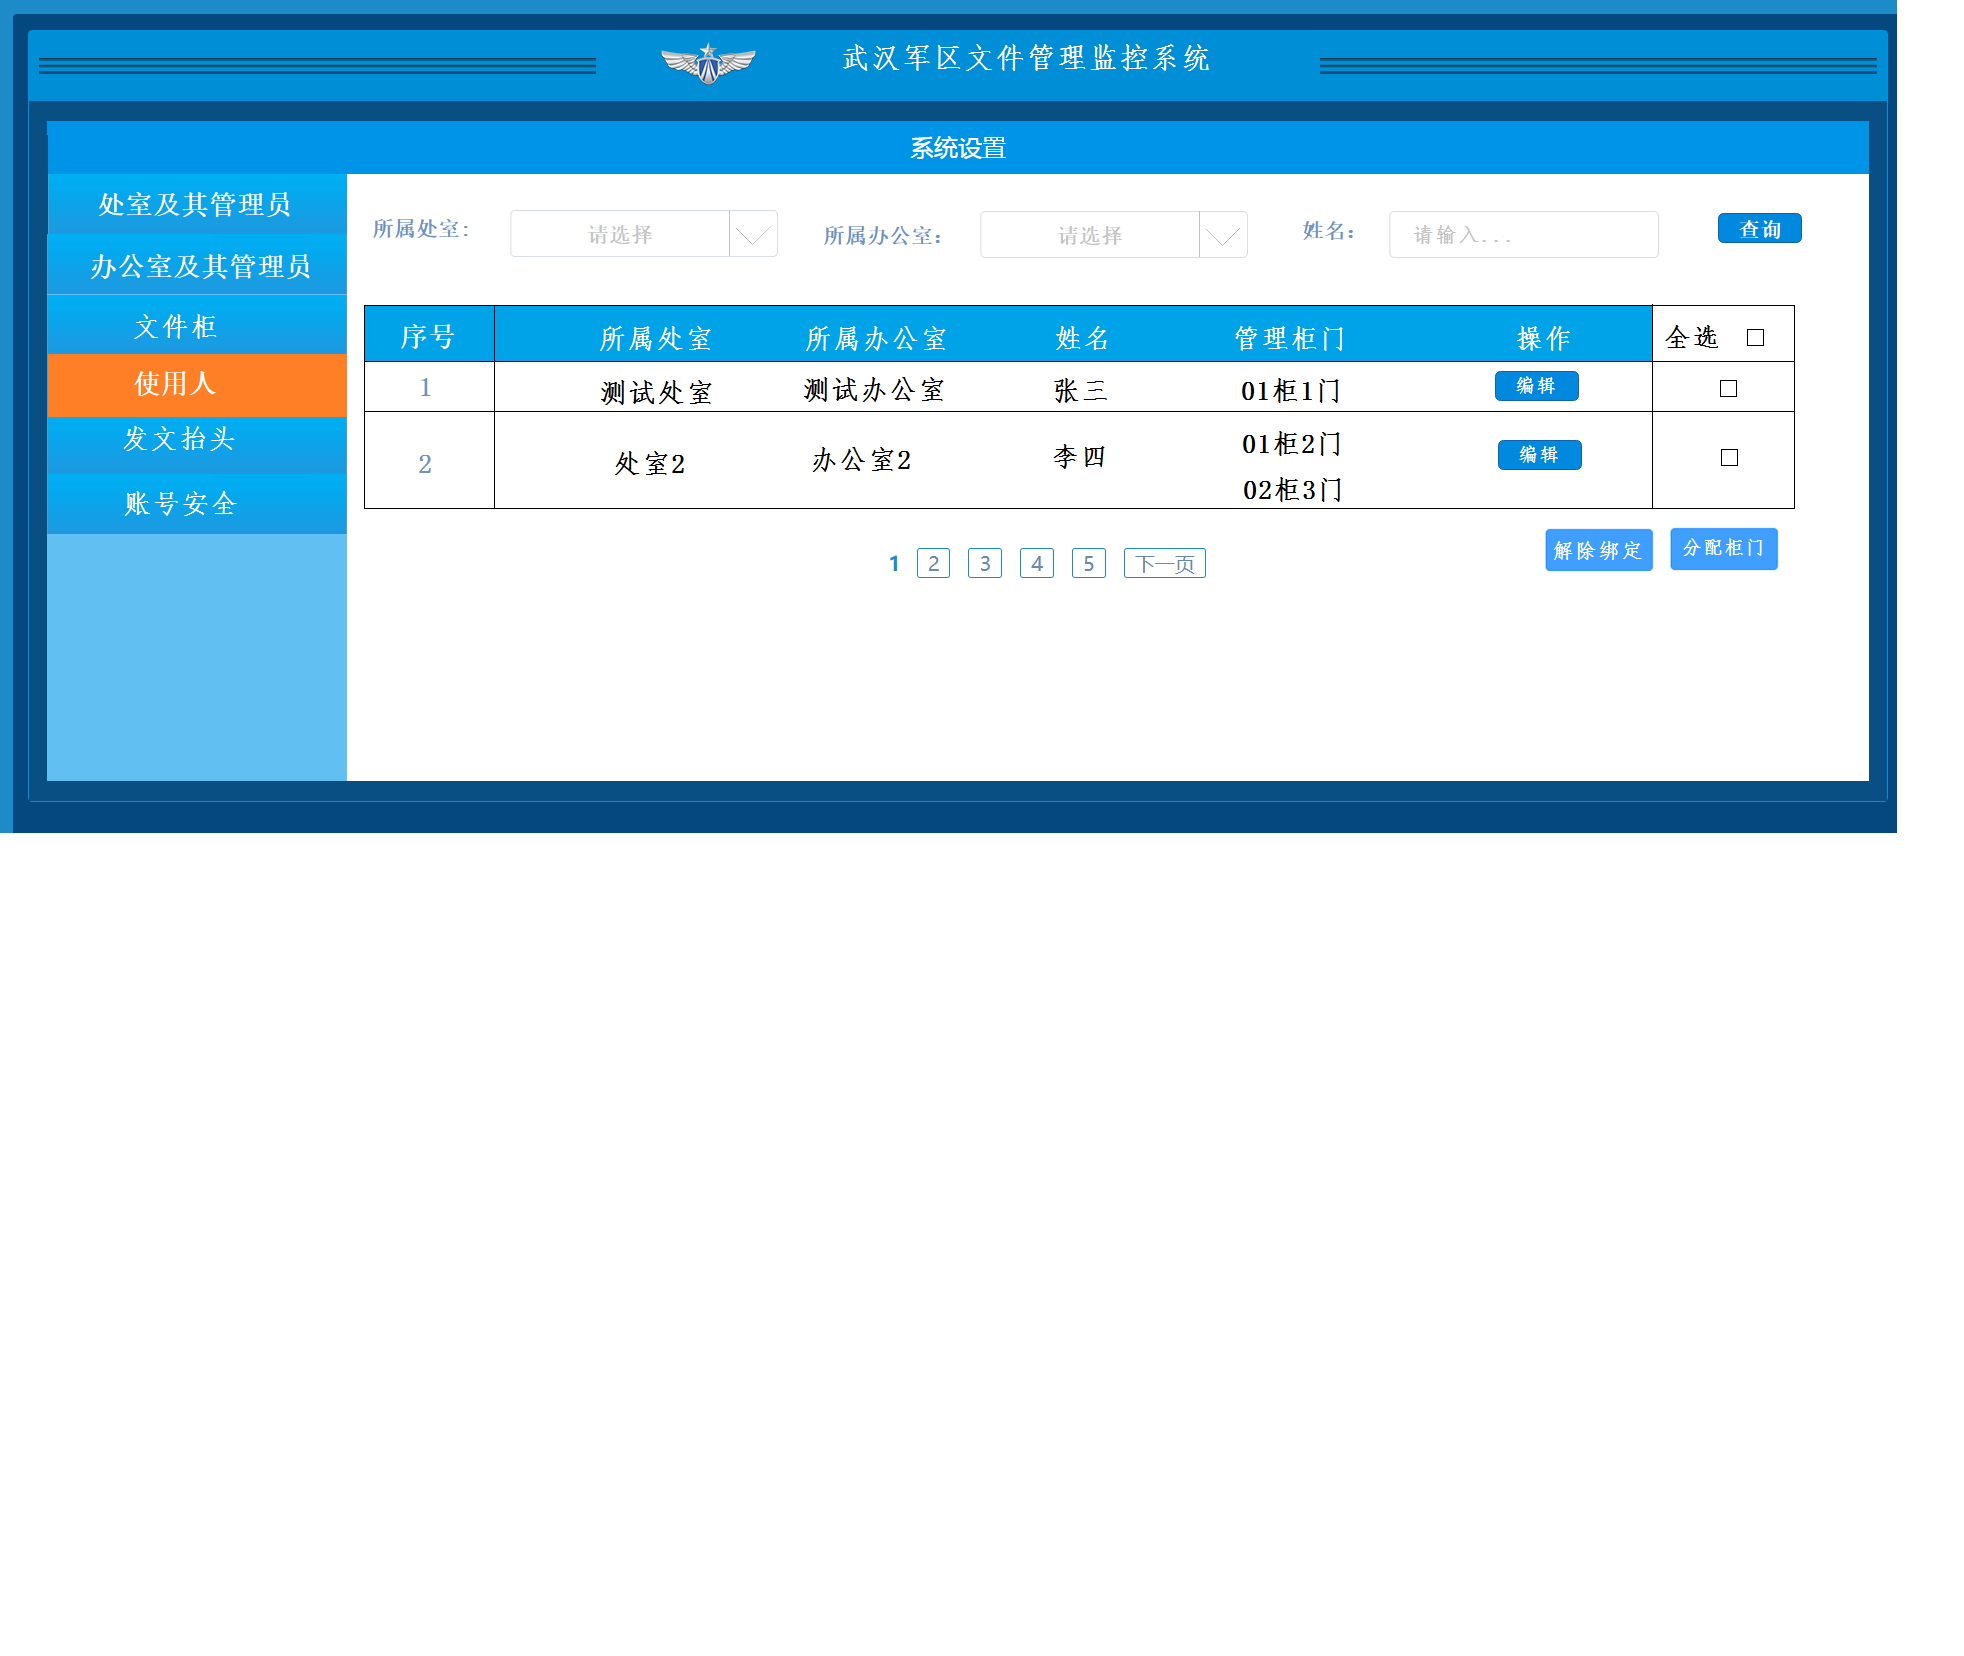 武汉军区文件管理监控系统
系统设置
处室及其管理员
办公室及其管理员
文件柜
使用人
发文抬头
账号安全
所属处室： 请选择 所属办公室： 请选择 姓名： 请输入... 查询
序号 所属处室 所属办公室 姓名 管理柜门 操作 全选
1 测试处室 测试办公室 张三 01柜1门 编辑
2 处室2 办公室2 李四 01柜2门 编辑
02柜3门
解除绑定 分配柜门
1 2 3 4 5 下一页